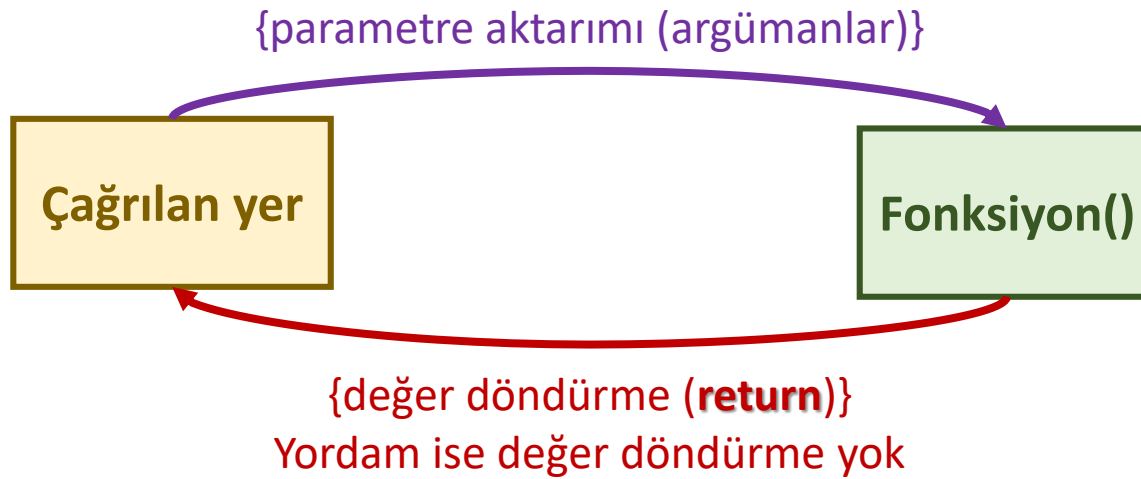 {parametre aktarımı (argümanlar)}
Çağrılan yer
Fonksiyon()
{değer döndürme (return)}
Yordam ise değer döndürme yok